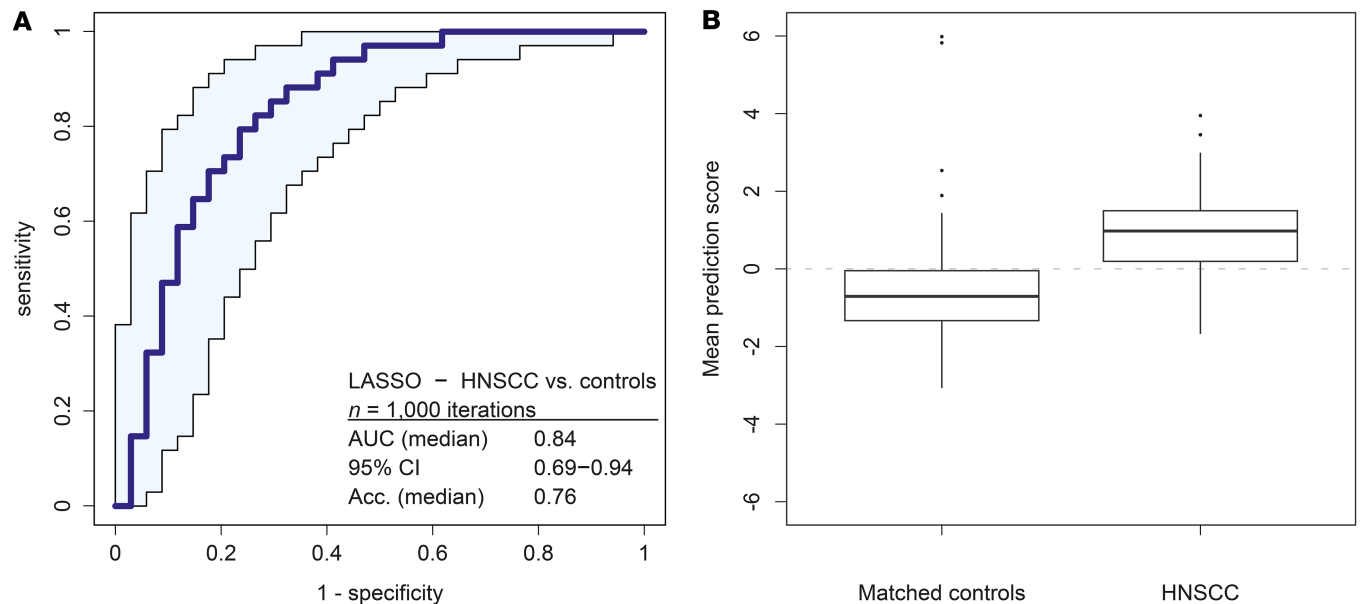 A
sensitivity
1
0.8
0.6
0.4
0.2
0
LASSO − HNSCC vs. controls
n = 1,000 iterations
AUC (median) 0.84
95% CI 0.69−0.94
Acc. (median) 0.76
0 0.2 0.4 0.6 0.8 1
1 - specificity
B
Mean prediction score
6
4
2
0
-2
-4
-6
Matched controls HNSCC